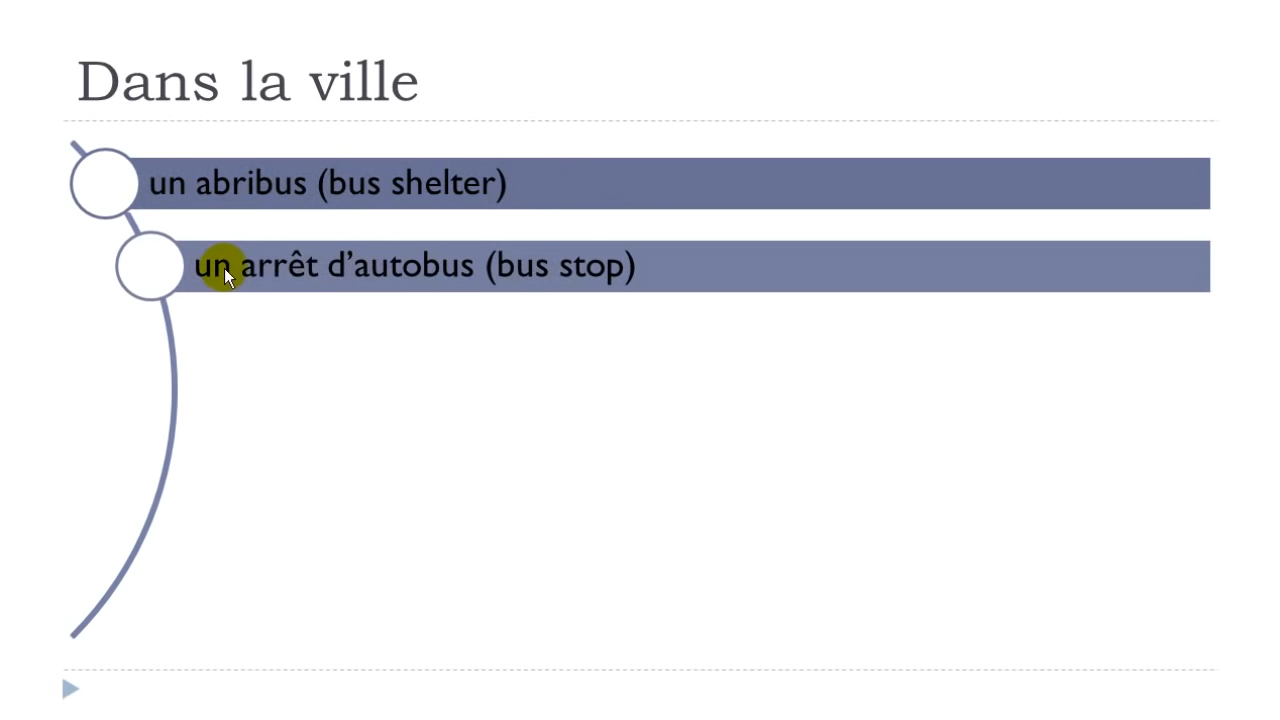 Dans la ville
un abribus (bus shelter)
un arrêt d’autobus (bus stop)